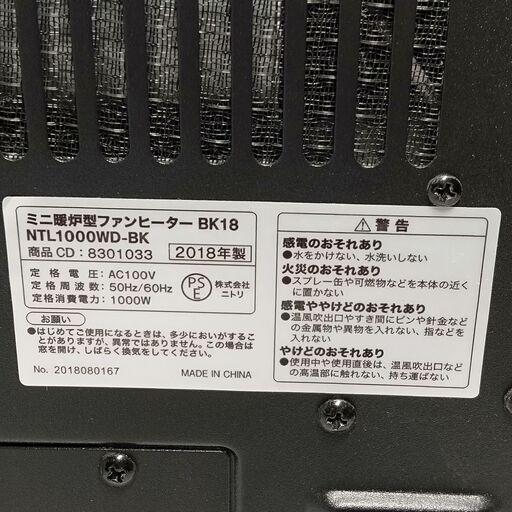 ミニ暖炉型ファンヒーター BK18
NTL1000WD-BK
商品CD：8301033 2018年製
定格電圧：AC100V
定格周波数：50Hz/60Hz
定格消費電力：1000W
PSE
株式会社
ニトリ
●はじめてご使用になるときは、多少においがするこ
とがありますが、異常ではありません。この場合は
窓を開け、しばらく換気をしてください。
No. 2018080167 MADE IN CHINA
⚠警告
感電のおそれあり
●水をかけない、水洗いしない
火災のおそれあり
●スプレー缶や可燃物などを本体の近く
に置かない
感電ややけどのおそれあり
●温風吹出口やすき間にピンや針金など
の金属物や異物を入れない、指などを
入れない
やけどのおそれあり
●使用中や使用直後は、温風吹出口など
の高温部に触れない、持ち運ばない